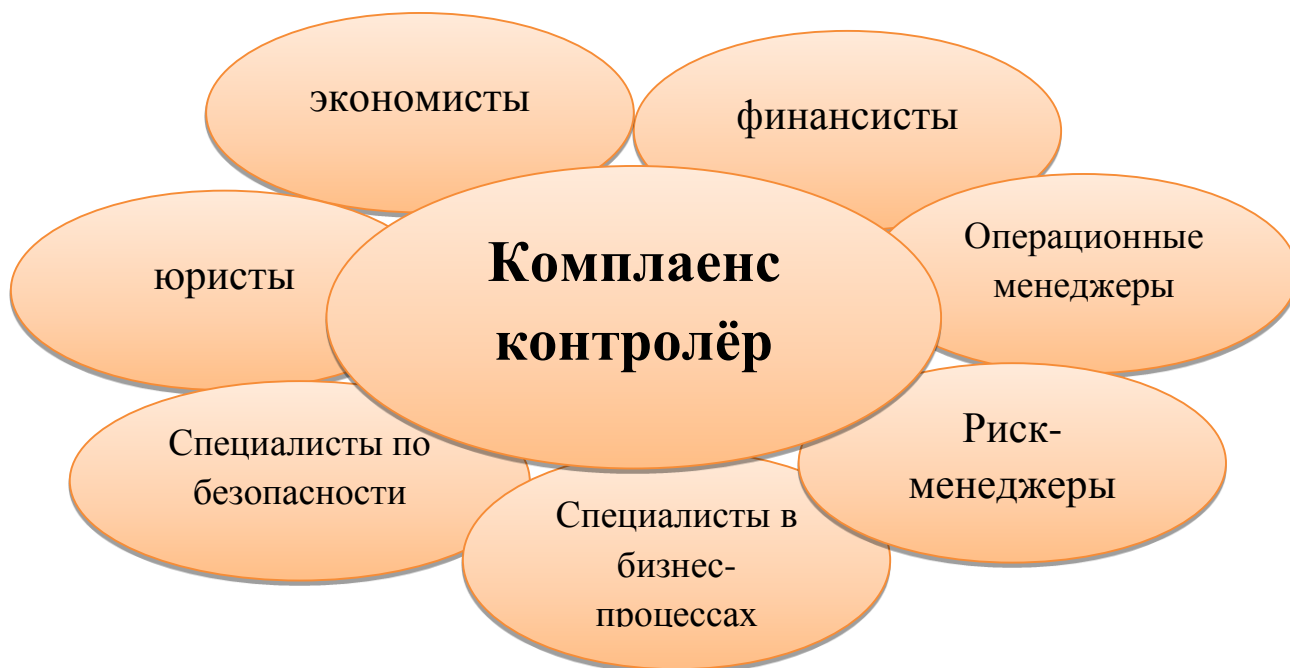 экономисты
финансисты
Операционные
менеджеры
юристы
Комплаенс
контролёр
Риск-
менеджеры
Специалисты по
безопасности
Специалисты в
бизнес-
процессах